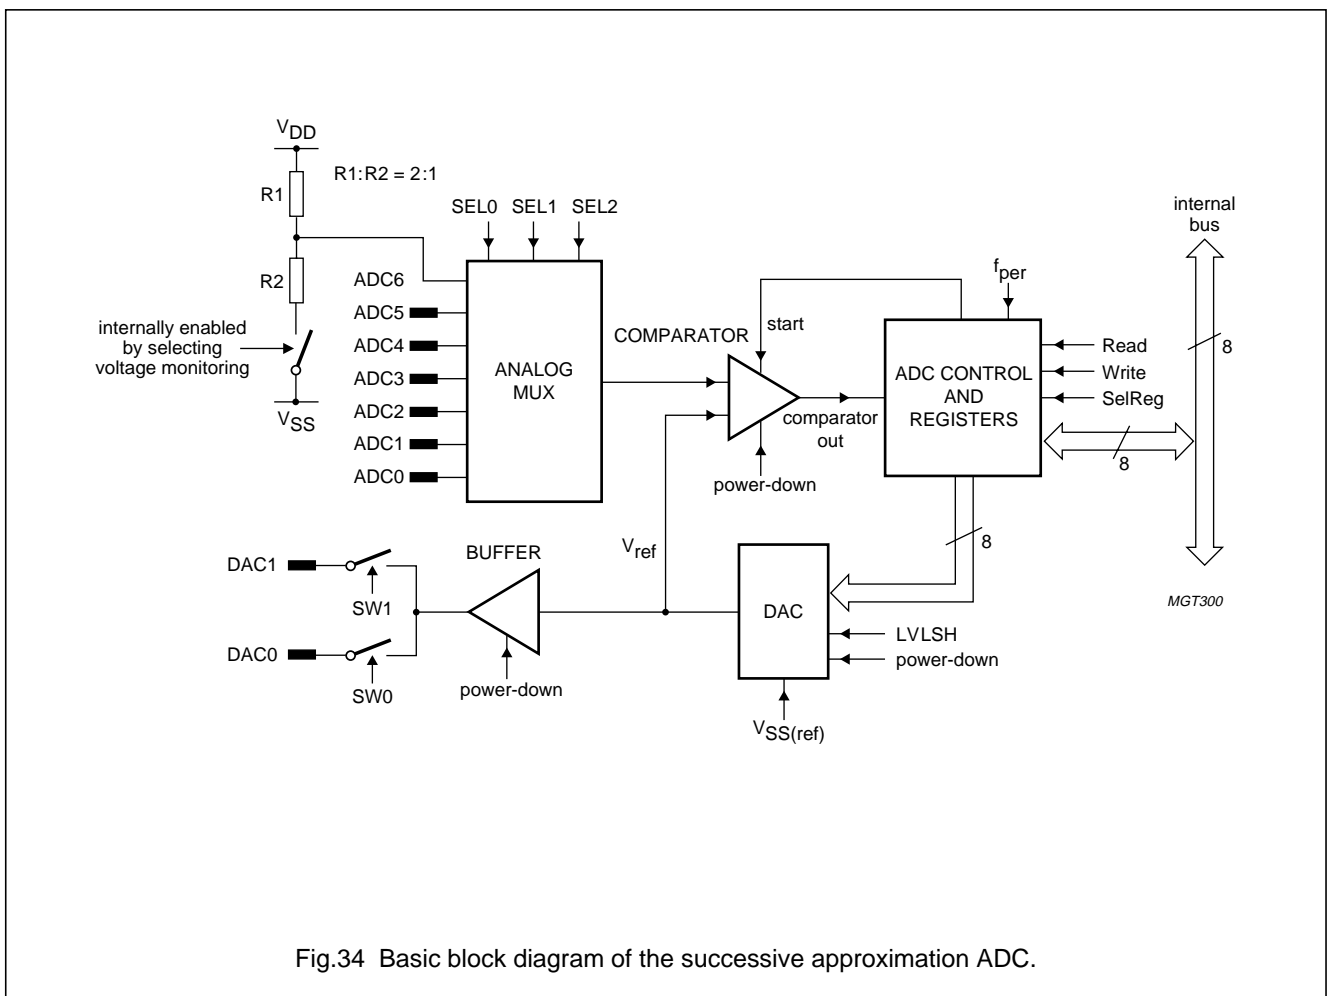 VDD
R1
R1:R2 = 2:1
R2
internally enabled
by selecting
voltage monitoring
VSS
SEL0 SEL1 SEL2
ADC6
ADC5
ADC4
ADC3
ADC2
ADC1
ADC0
ANALOG
MUX
COMPARATOR
start
fper
comparator
out
power-down
ADC CONTROL
AND
REGISTERS
Read
Write
SelReg
internal
bus
8
8
8
Vref
DAC1
SW1
DAC0
SW0
BUFFER
power-down
DAC
LVLSH
power-down
VSS(ref)
MGT300
Fig.34 Basic block diagram of the successive approximation ADC.